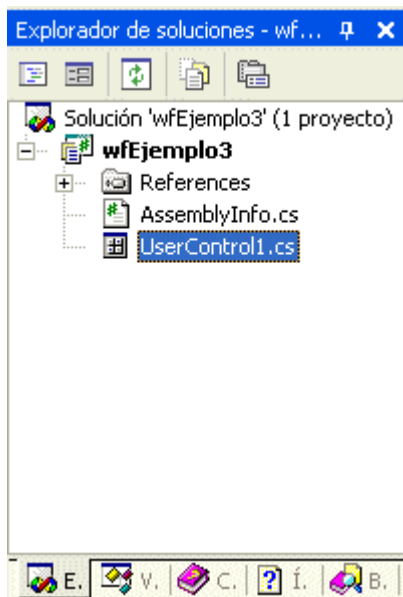 Explorador de soluciones - wf...
Solución 'wfEjemplo3' (1 proyecto)
wfEjemplo3
References
AssemblyInfo.cs
UserControl1.cs
E. V. C. Í. B.